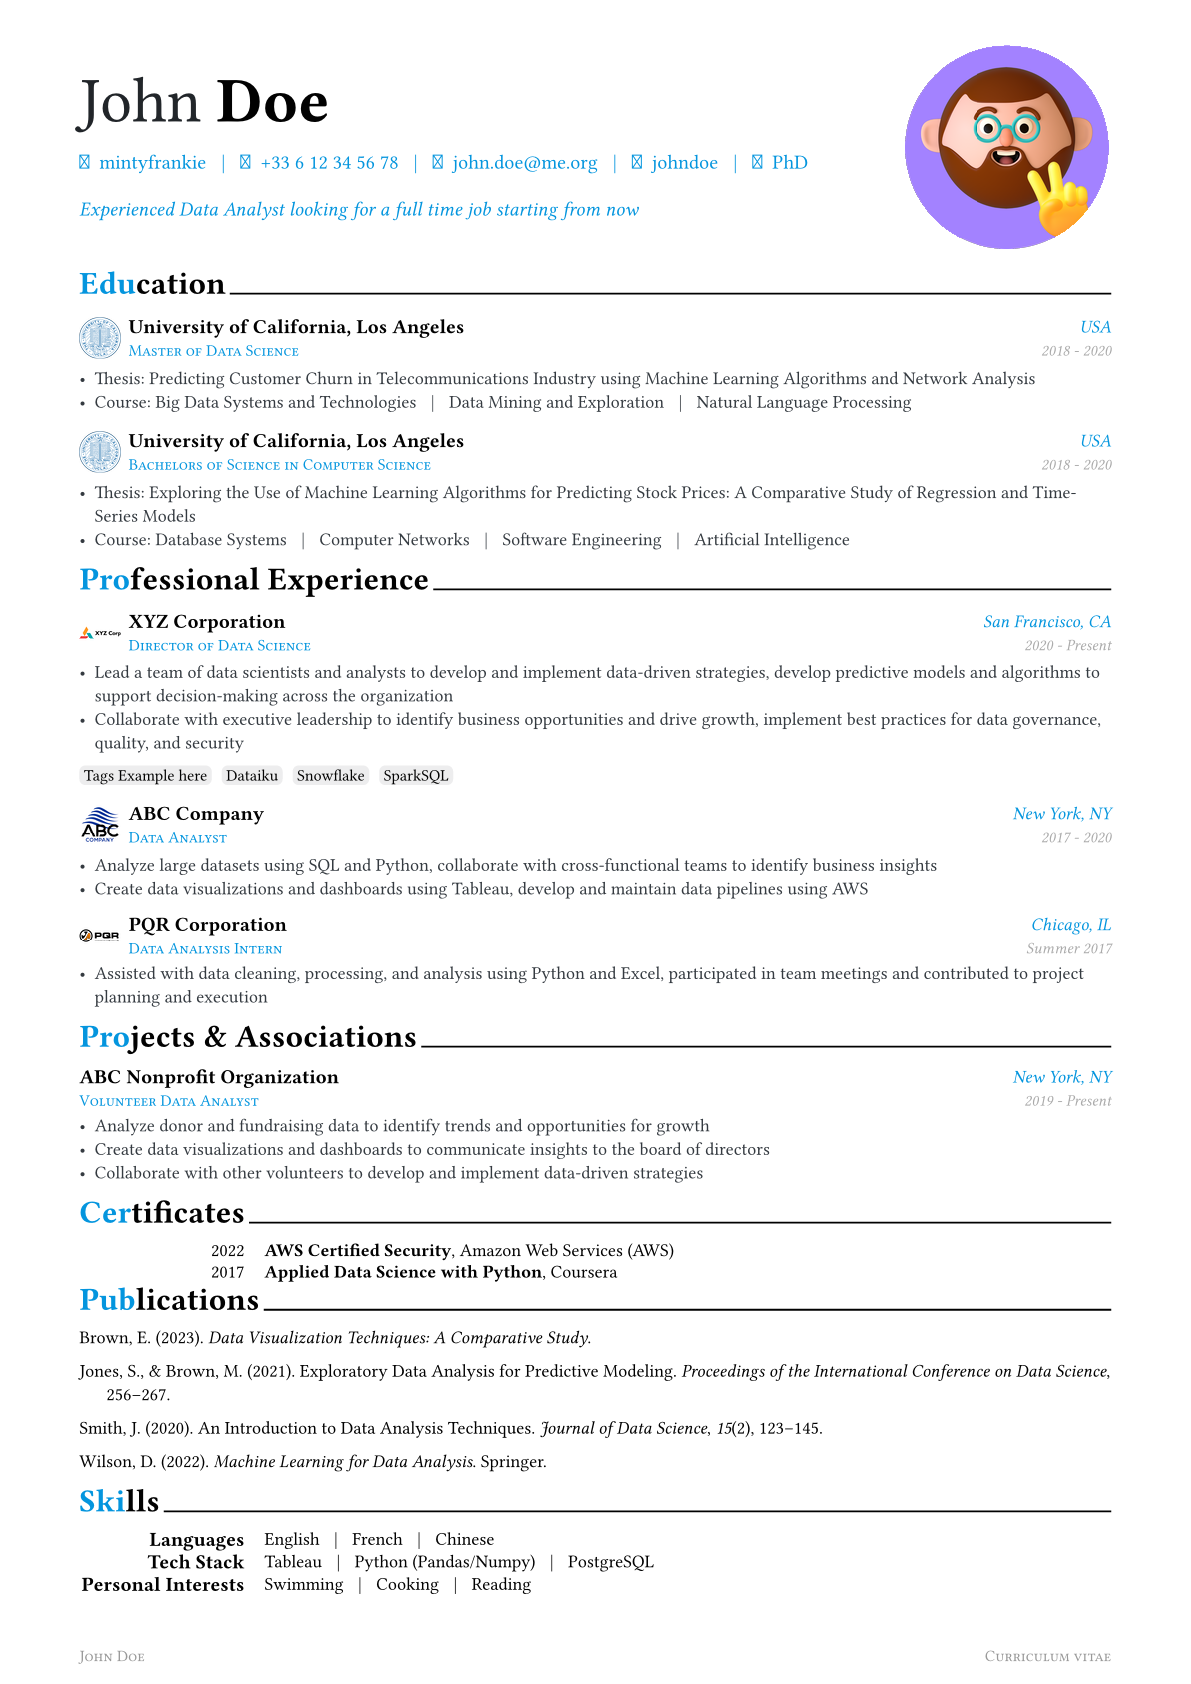 John Doe
mintyfrankie | +33 6 12 34 56 78 | john.doe@me.org | johndoe | PhD
Experienced Data Analyst looking for a full time job starting from now
Education
University of California, Los Angeles USA
Master of Data Science 2018 - 2020
• Thesis: Predicting Customer Churn in Telecommunications Industry using Machine Learning Algorithms and Network Analysis
• Course: Big Data Systems and Technologies | Data Mining and Exploration | Natural Language Processing
University of California, Los Angeles USA
Bachelors of Science in Computer Science 2018 - 2020
• Thesis: Exploring the Use of Machine Learning Algorithms for Predicting Stock Prices: A Comparative Study of Regression and Time-
Series Models
• Course: Database Systems | Computer Networks | Software Engineering | Artificial Intelligence
Professional Experience
XYZ Corp
XYZ Corporation San Francisco, CA
Director of Data Science 2020 - Present
• Lead a team of data scientists and analysts to develop and implement data-driven strategies, develop predictive models and algorithms to
support decision-making across the organization
• Collaborate with executive leadership to identify business opportunities and drive growth, implement best practices for data governance,
quality, and security
Tags Example here Dataiku Snowflake SparkSQL
ABC COMPANY
ABC Company New York, NY
Data Analyst 2017 - 2020
• Analyze large datasets using SQL and Python, collaborate with cross-functional teams to identify business insights
• Create data visualizations and dashboards using Tableau, develop and maintain data pipelines using AWS
PQR
PQR Corporation Chicago, IL
Data Analysis Intern Summer 2017
• Assisted with data cleaning, processing, and analysis using Python and Excel, participated in team meetings and contributed to project
planning and execution
Projects & Associations
ABC Nonprofit Organization New York, NY
Volunteer Data Analyst 2019 - Present
• Analyze donor and fundraising data to identify trends and opportunities for growth
• Create data visualizations and dashboards to communicate insights to the board of directors
• Collaborate with other volunteers to develop and implement data-driven strategies
Certificates
2022 AWS Certified Security, Amazon Web Services (AWS)
2017 Applied Data Science with Python, Coursera
Publications
Brown, E. (2023). Data Visualization Techniques: A Comparative Study.
Jones, S., & Brown, M. (2021). Exploratory Data Analysis for Predictive Modeling. Proceedings of the International Conference on Data Science,
256–267.
Smith, J. (2020). An Introduction to Data Analysis Techniques. Journal of Data Science, 15(2), 123–145.
Wilson, D. (2022). Machine Learning for Data Analysis. Springer.
Skills
Languages English | French | Chinese
Tech Stack Tableau | Python (Pandas/Numpy) | PostgreSQL
Personal Interests Swimming | Cooking | Reading
John Doe Curriculum vitae